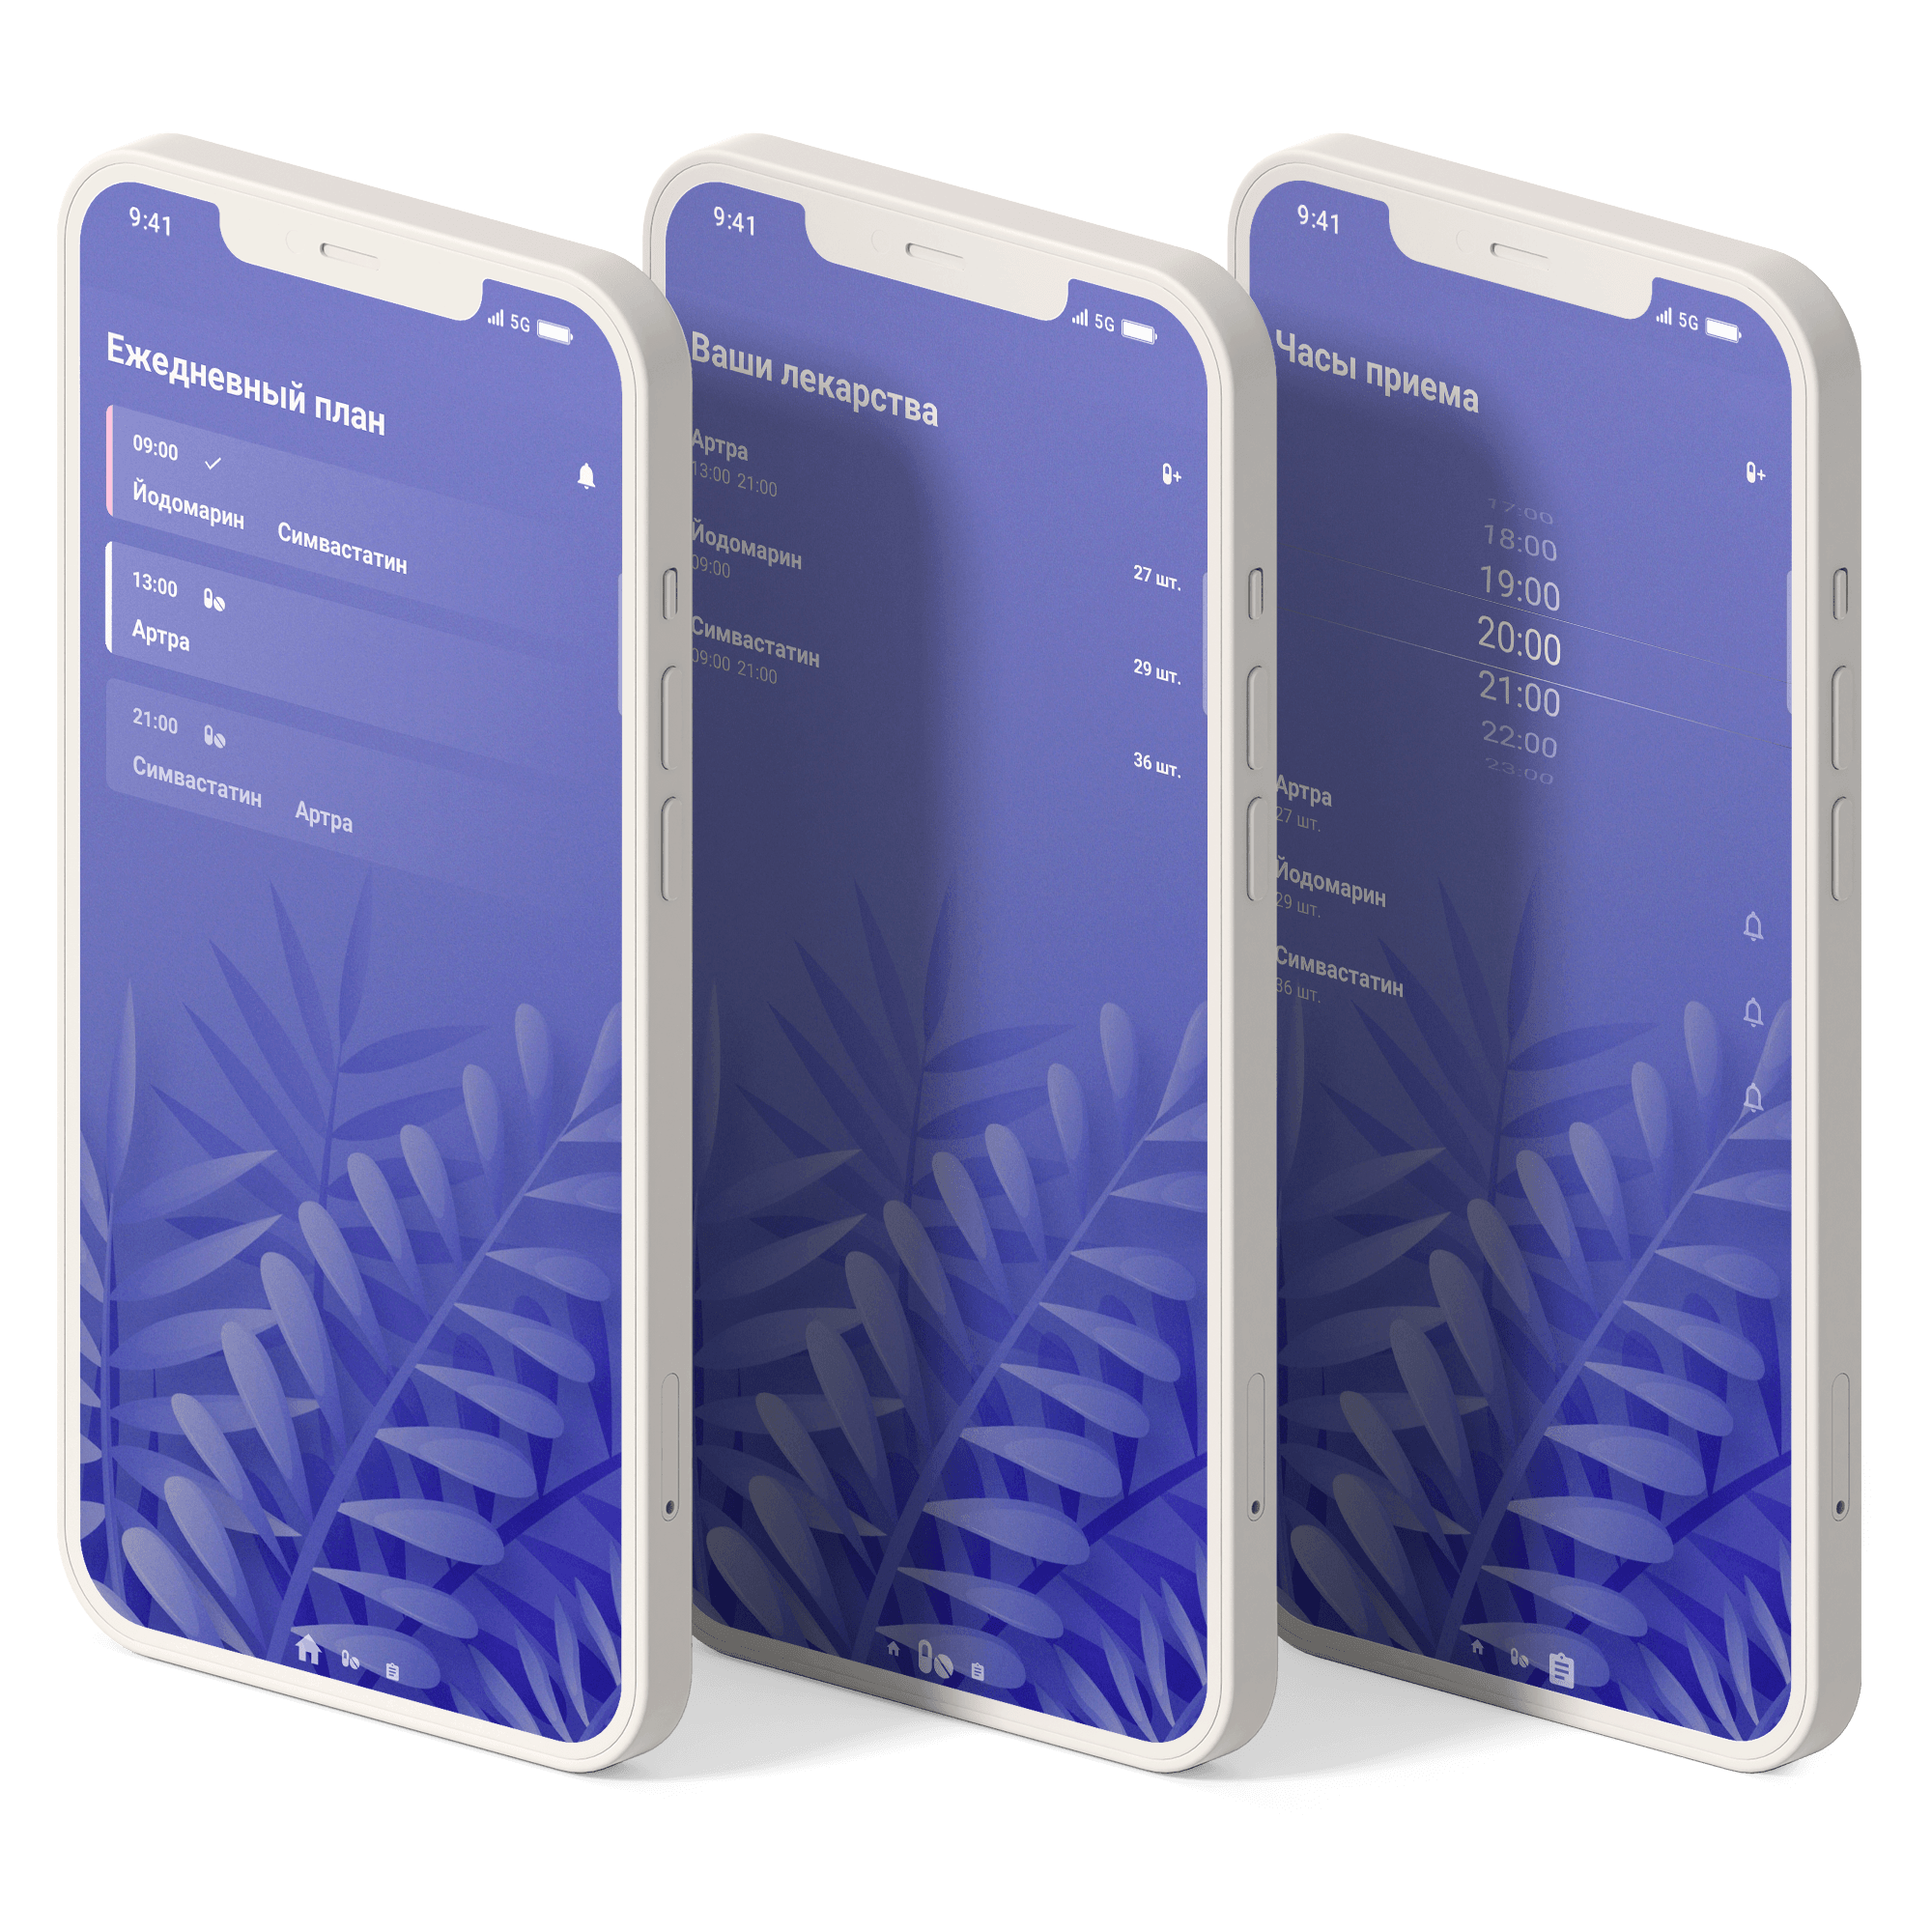 9:41
5G
Ежедневный план
09:00
Йодомарин Симвастатин
13:00
Артра
21:00
Симвастатин Артра
9:41
5G
Ваши лекарства
Артра
13:00 21:00
27 шт.
Йодомарин
09:00
29 шт.
Симвастатин
09:00 21:00
36 шт.
9:41
5G
Часы приема
17:00
18:00
19:00
20:00
21:00
22:00
23:00
Артра
27 шт.
Йодомарин
29 шт.
Симвастатин
36 шт.